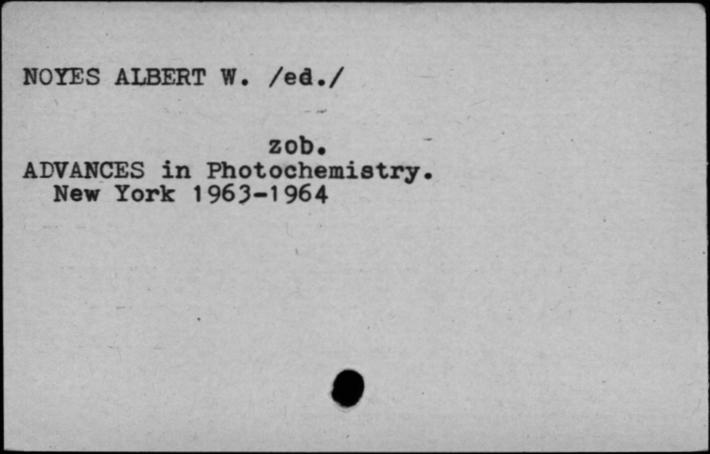 NOYES ALBERT W. /ed./
zob.
ADVANCES in Photochemistry.
New York 1963-1964